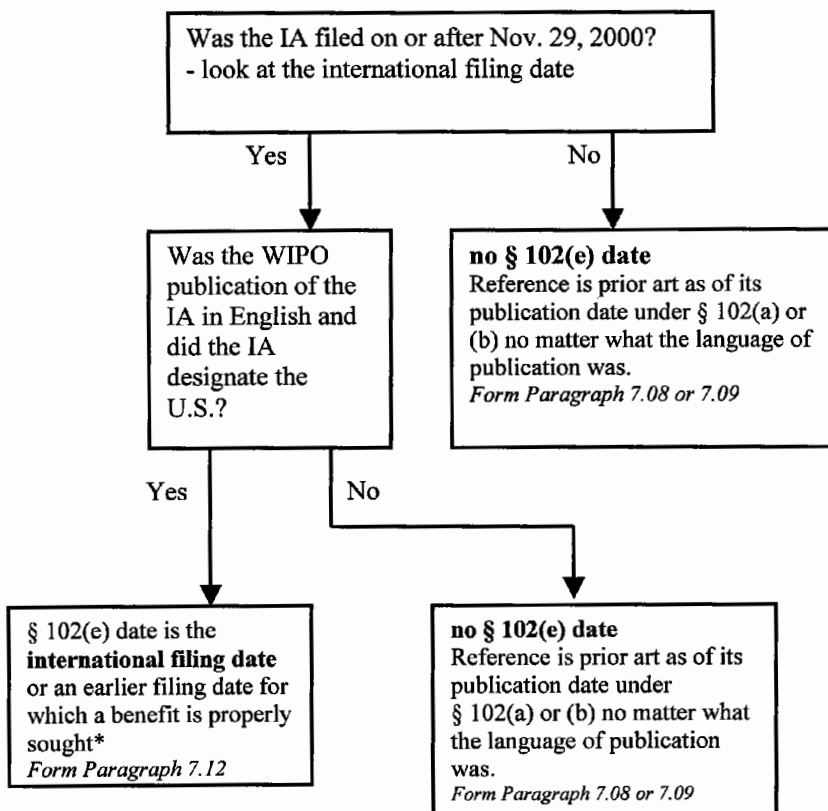 Was the IA filed on or after Nov. 29, 2000?
- look at the international filing date
Yes
No
Was the WIPO
publication of the
IA in English and
did the IA
designate the
U.S.?
no § 102(e) date
Reference is prior art as of its
publication date under § 102(a) or
(b) no matter what the language of
publication was.
Form Paragraph 7.08 or 7.09
Yes
No
§ 102(e) date is the
international filing date
or an earlier filing date for
which a benefit is properly
sought*
Form Paragraph 7.12
no § 102(e) date
Reference is prior art as of its
publication date under
§ 102(a) or (b) no matter what
the language of publication
was.
Form Paragraph 7.08 or 7.09